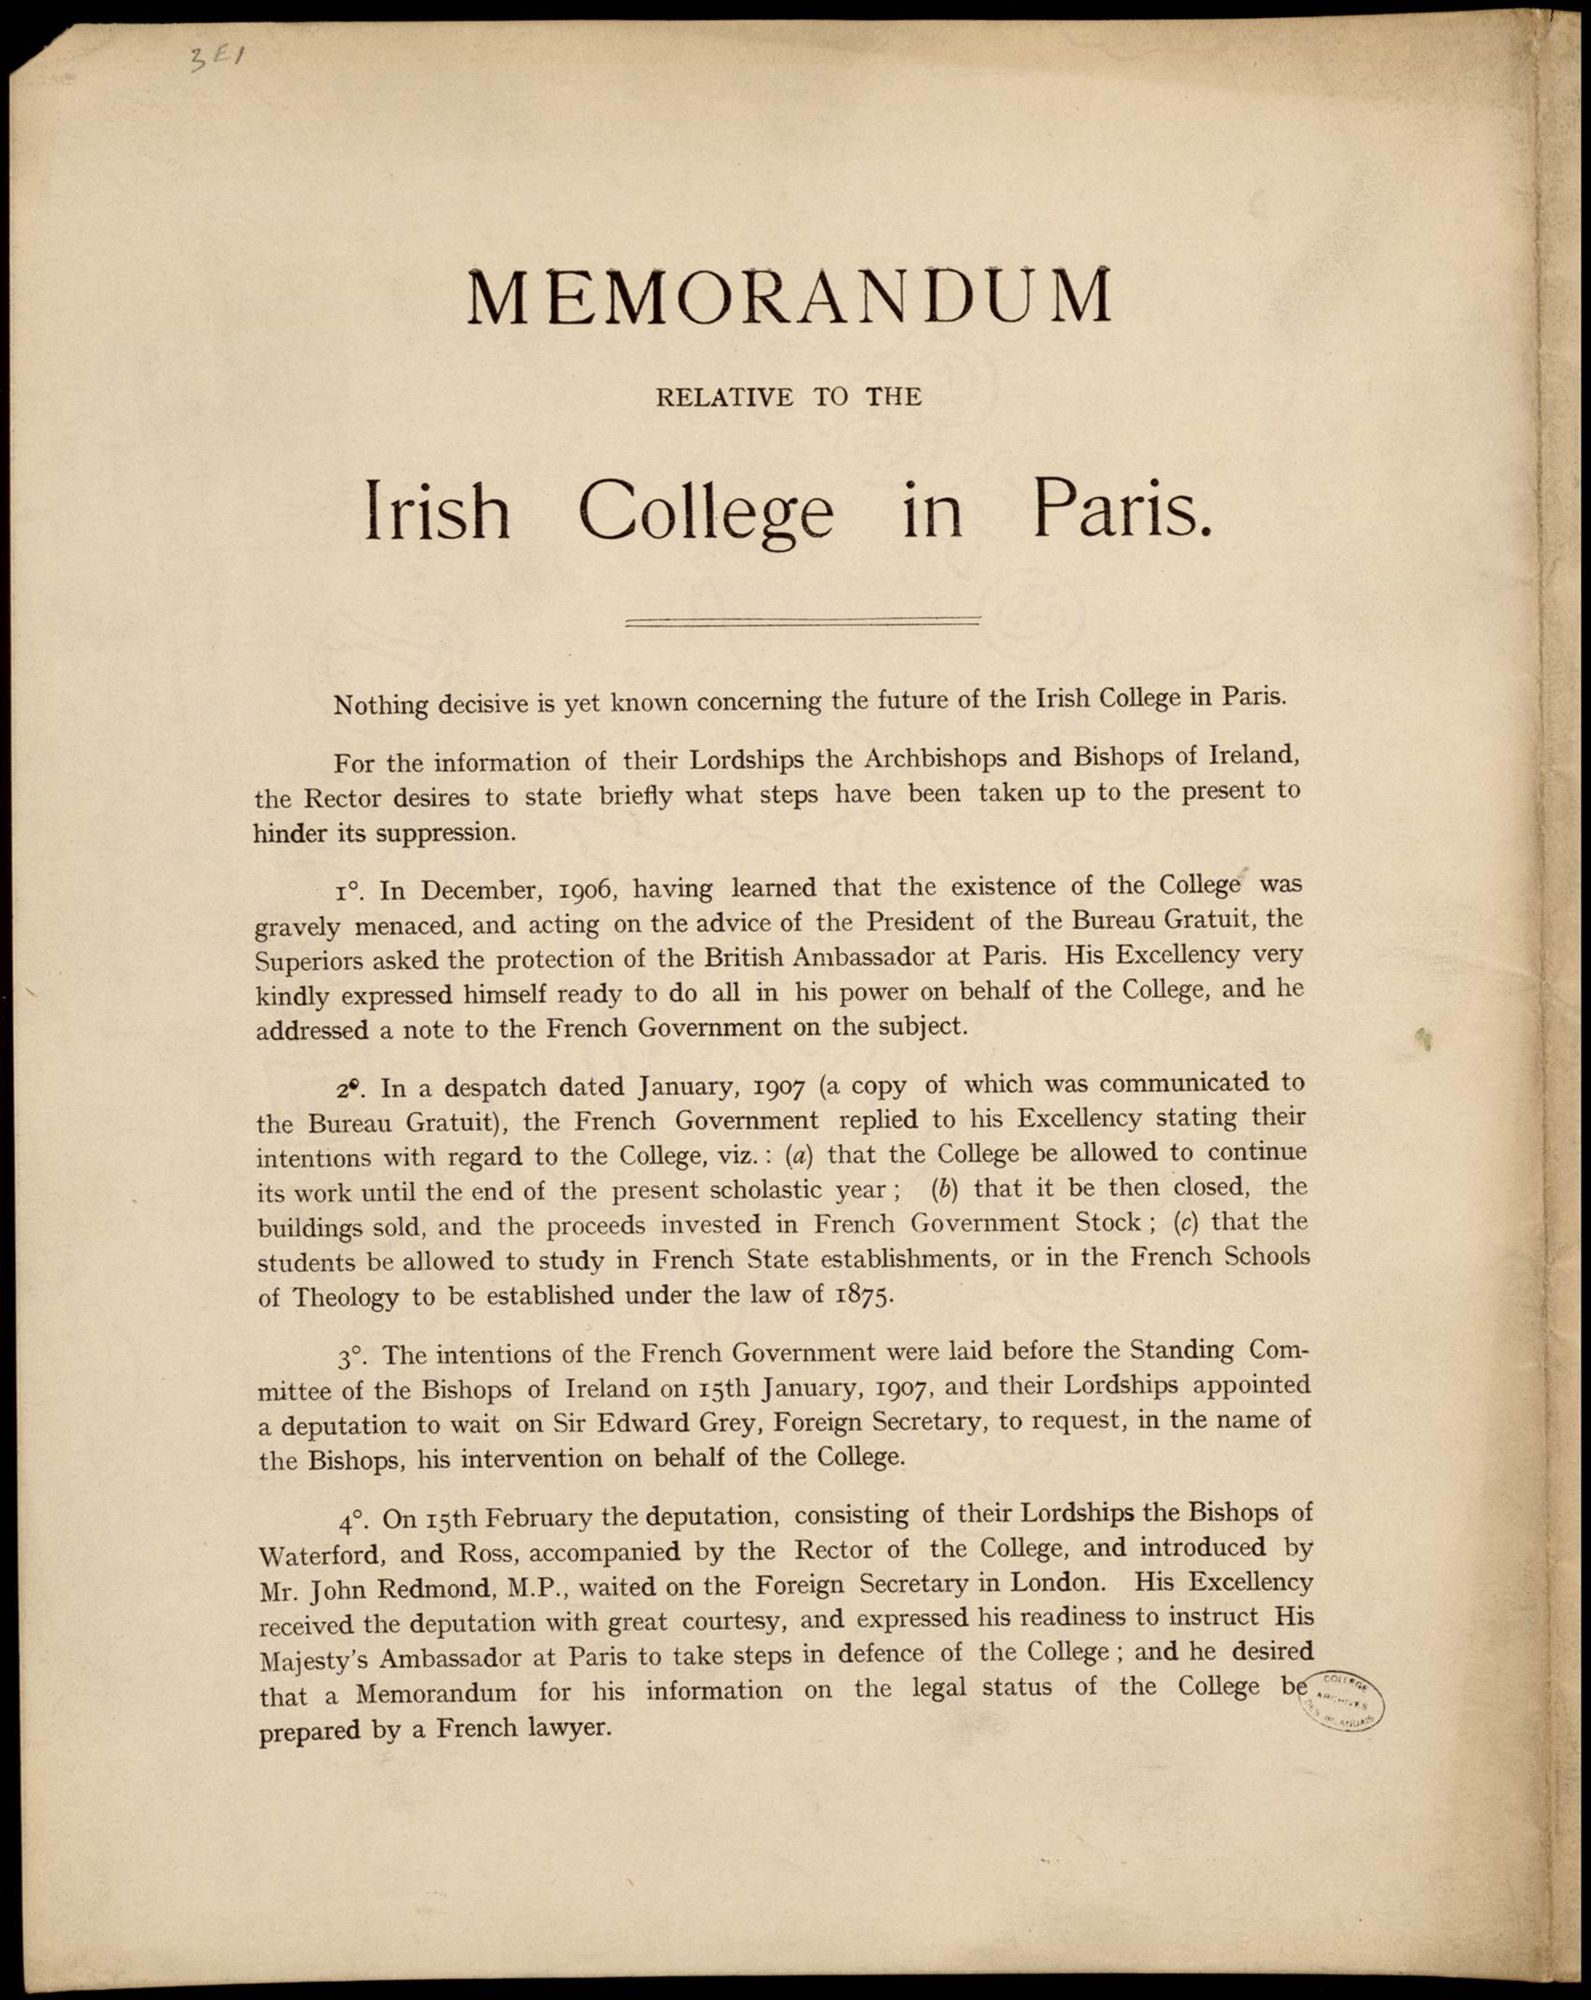 3E1
MEMORANDUM
RELATIVE TO THE
Irish College in Paris.
Nothing decisive is yet known concerning the future of the Irish College in Paris.
For the information of their Lordships the Archbishops and Bishops of Ireland,
the Rector desires to state briefly what steps have been taken up to the present to
hinder its suppression.
1°. In December, 1906, having learned that the existence of the College was
gravely menaced, and acting on the advice of the President of the Bureau Gratuit, the
Superiors asked the protection of the British Ambassador at Paris. His Excellency very
kindly expressed himself ready to do all in his power on behalf of the College, and he
addressed a note to the French Government on the subject.
2°. In a despatch dated January, 1907 (a copy of which was communicated to
the Bureau Gratuit), the French Government replied to his Excellency stating their
intentions with regard to the College, viz. : (a) that the College be allowed to continue
its work until the end of the present scholastic year ; (b) that it be then closed, the
buildings sold, and the proceeds invested in French Government Stock ; (c) that the
students be allowed to study in French State establishments, or in the French Schools
of Theology to be established under the law of 1875.
3°. The intentions of the French Government were laid before the Standing Com-
mittee of the Bishops of Ireland on 15th January, 1907, and their Lordships appointed
a deputation to wait on Sir Edward Grey, Foreign Secretary, to request, in the name of
the Bishops, his intervention on behalf of the College.
4°. On 15th February the deputation, consisting of their Lordships the Bishops of
Waterford, and Ross, accompanied by the Rector of the College, and introduced by
Mr. John Redmond, M.P., waited on the Foreign Secretary in London. His Excellency
received the deputation with great courtesy, and expressed his readiness to instruct His
Majesty's Ambassador at Paris to take steps in defence of the College ; and he desired
that a Memorandum for his information on the legal status of the College be
prepared by a French lawyer.
COLLEGE